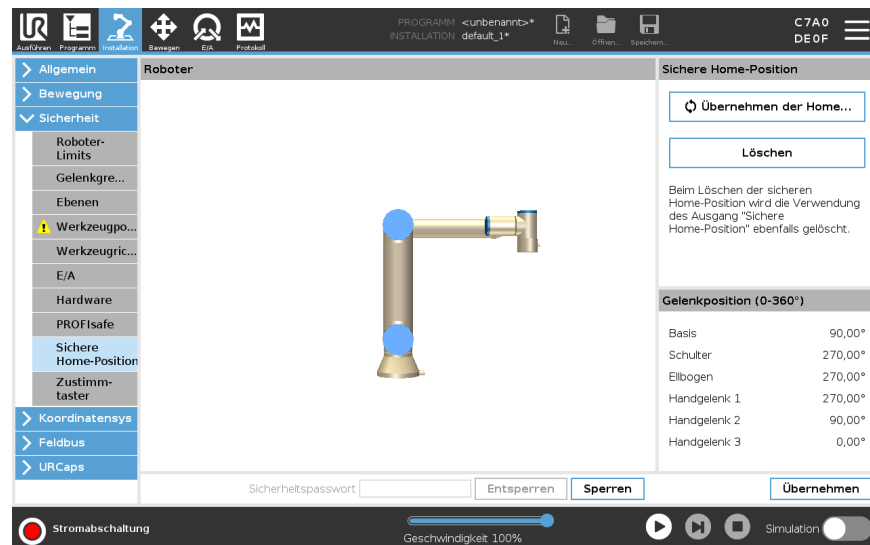 PROGRAMM <unbenannt>*
INSTALLATION default_1*
C7A0
DE0F
Ausführen Programm Installation Bewegen E/A Protokoll
Neu... Öffnen... Speichern...
Allgemein
Bewegung
Sicherheit
Roboter-
Limits
Gelenkgre...
Ebenen
Werkzeugpo...
Werkzeugric...
E/A
Hardware
PROFIsafe
Sichere
Home-Position
Zustimm-
taster
Koordinatensys
Feldbus
URCaps
Roboter
Sicherheitspasswort Entsperren Sperren
Sichere Home-Position
Übernehmen der Home...
Löschen
Beim Löschen der sicheren
Home-Position wird die Verwendung
des Ausgang "Sichere
Home-Position" ebenfalls gelöscht.
Gelenkposition (0-360°)
Basis 90,00°
Schulter 270,00°
Ellbogen 270,00°
Handgelenk 1 270,00°
Handgelenk 2 90,00°
Handgelenk 3 0,00°
Übernehmen
Stromabschaltung
Geschwindigkeit 100%
Simulation